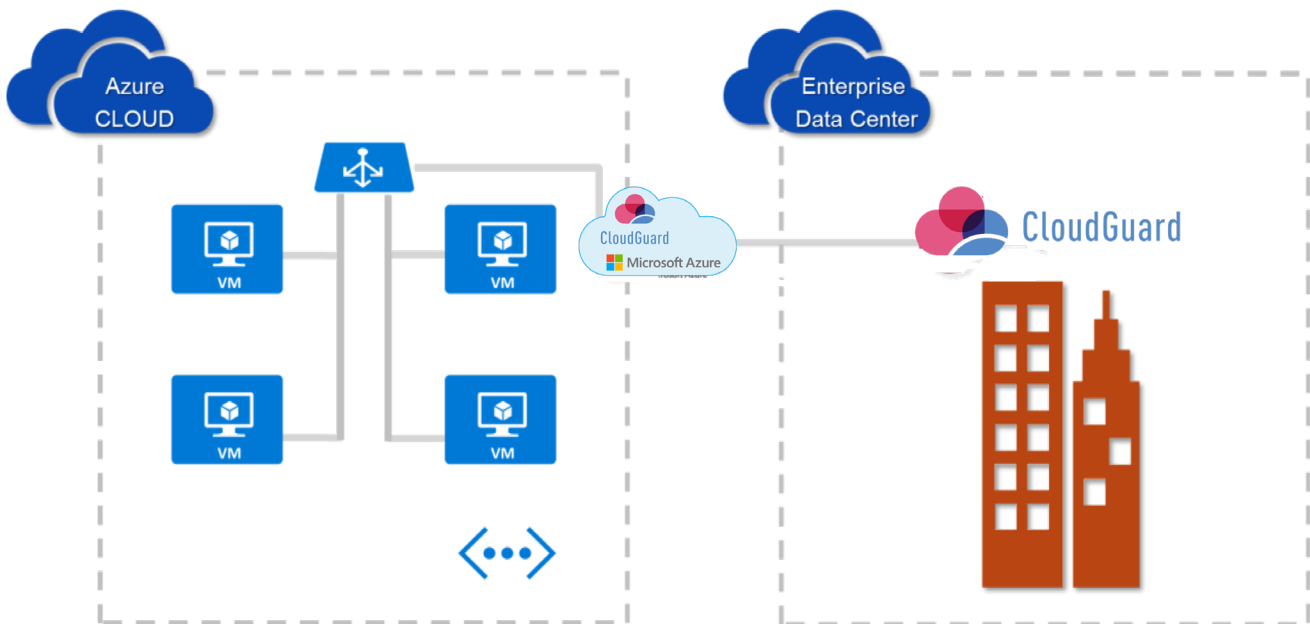 Azure
CLOUD
Enterprise
Data Center
VM
VM
CloudGuard
Microsoft Azure
CloudGuard
VM
VM